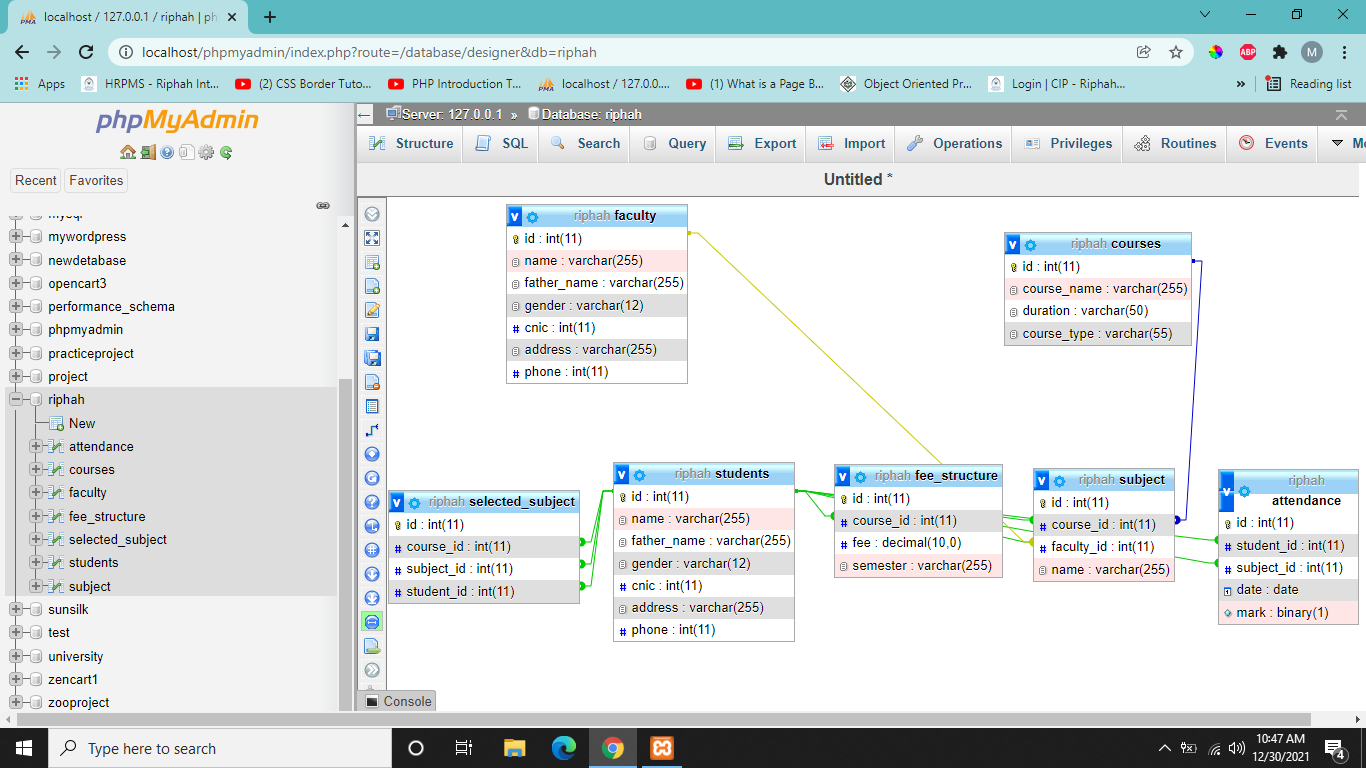 localhost / 127.0.0.1 / riphah | ph
localhost/phpmyadmin/index.php?route=/database/designer&db=riphah
ABP
M
Apps
HRPMS - Riphah Int...
(2) CSS Border Tuto...
PHP Introduction T...
localhost / 127.0.0....
(1) What is a Page B...
Object Oriented Pr...
Login | CIP - Riphah...
»
Reading list
phpMyAdmin
Recent
Favorites
mywordpress
newdetabase
opencart3
performance_schema
phpmyadmin
practiceproject
project
riphah
New
attendance
courses
faculty
fee_structure
selected_subject
students
subject
sunsilk
test
university
zencart1
zooproject
Server: 127.0.0.1 » Database: riphah
Structure
SQL
Search
Query
Export
Import
Operations
Privileges
Routines
Events
Mo
Untitled *
riphah faculty
id : int(11)
name : varchar(255)
father_name : varchar(255)
gender : varchar(12)
cnic : int(11)
address : varchar(255)
phone : int(11)
riphah courses
id : int(11)
course_name : varchar(255)
duration : varchar(50)
course_type : varchar(55)
riphah selected_subject
id : int(11)
course_id : int(11)
subject_id : int(11)
student_id : int(11)
riphah students
id : int(11)
name : varchar(255)
father_name : varchar(255)
gender : varchar(12)
cnic : int(11)
address : varchar(255)
phone : int(11)
riphah fee_structure
id : int(11)
course_id : int(11)
fee : decimal(10,0)
semester : varchar(255)
riphah subject
id : int(11)
course_id : int(11)
faculty_id : int(11)
name : varchar(255)
riphah
attendance
id : int(11)
student_id : int(11)
subject_id : int(11)
date : date
mark : binary(1)
Console
Type here to search
10:47 AM
12/30/2021
4